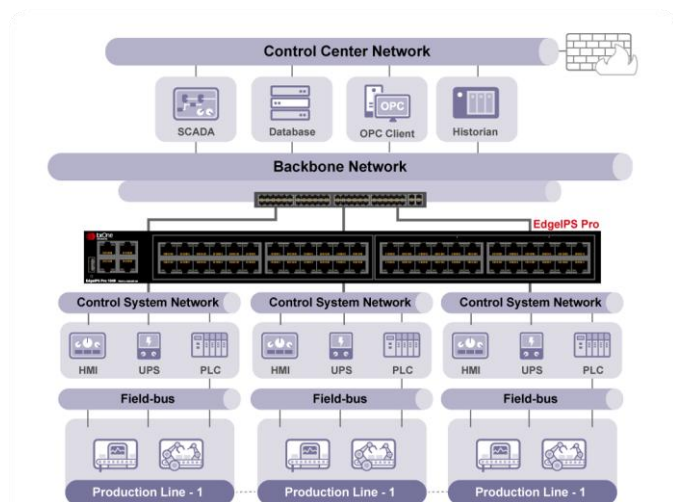 Control Center Network
SCADA
Database
OPC
OPC Client
Historian
Backbone Network
EdgeIPS Pro
txOne
Control System Network
Control System Network
Control System Network
HMI
UPS
PLC
HMI
UPS
PLC
HMI
UPS
PLC
Field-bus
Field-bus
Field-bus
Production Line - 1
Production Line - 1
Production Line - 1